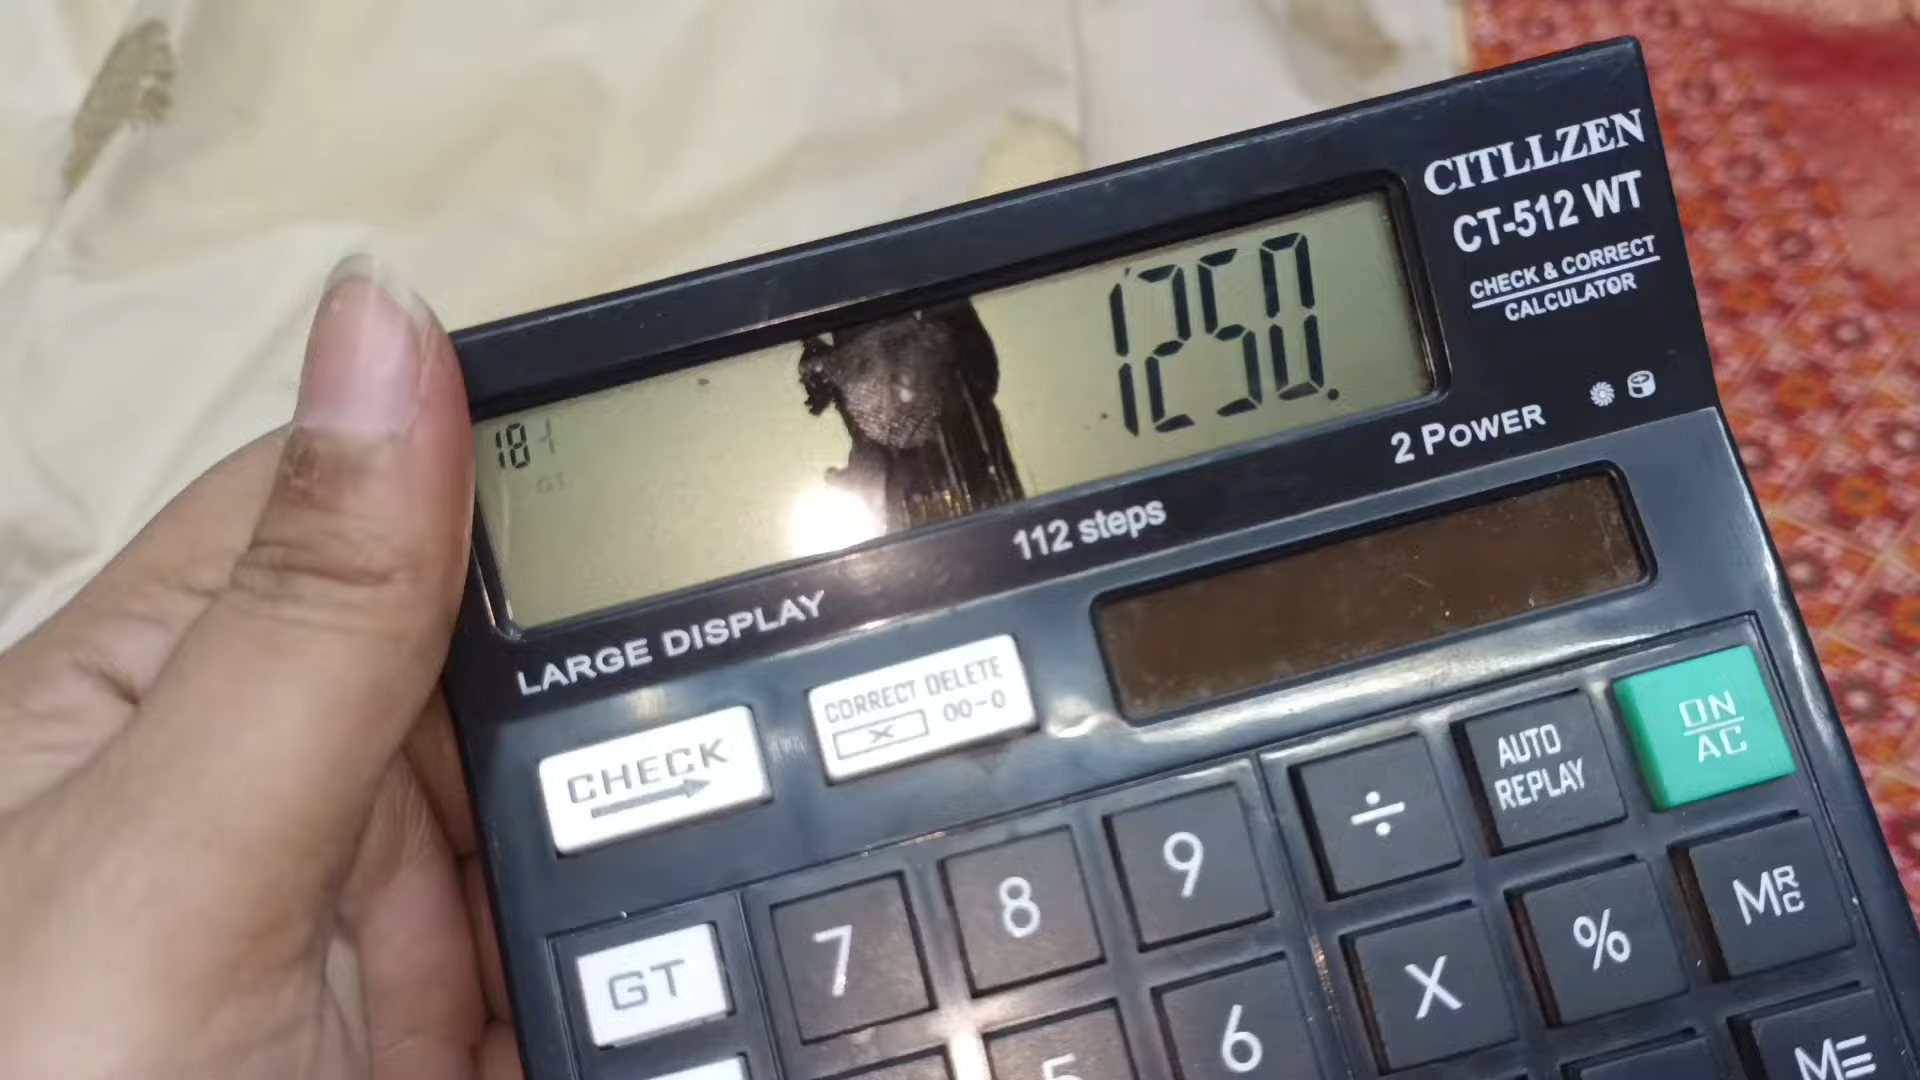 CITLLZEN
CT-512 WT
CHECK & CORRECT
CALCULATOR
1250.
18
GT
2 POWER
112 steps
LARGE DISPLAY
CHECK
CORRECT DELETE
X 00-0
AUTO
REPLAY
ON
AC
÷
9
8
7
GT
MRC
%
X
6
5